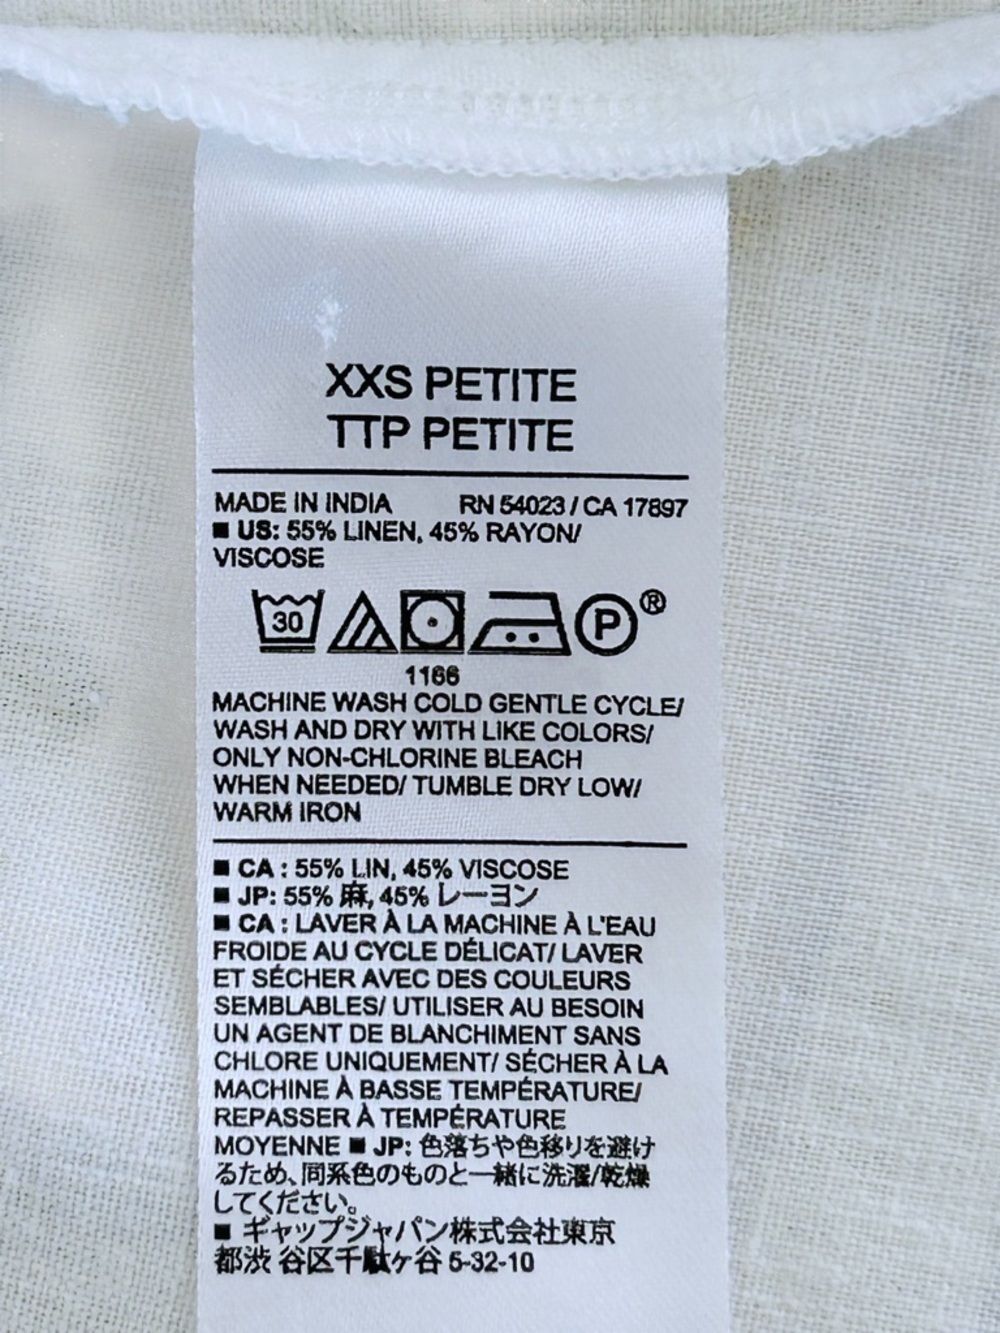 XXS PETITE
TTP PETITE
MADE IN INDIA RN 54023 / CA 17897
■ US: 55% LINEN, 45% RAYON/
VISCOSE
30 P ®
1166
MACHINE WASH COLD GENTLE CYCLE/
WASH AND DRY WITH LIKE COLORS/
ONLY NON-CHLORINE BLEACH
WHEN NEEDED/ TUMBLE DRY LOW/
WARM IRON
■ CA : 55% LIN, 45% VISCOSE
■ JP: 55% 麻, 45% レーヨン
■ CA : LAVER À LA MACHINE À L'EAU
FROIDE AU CYCLE DÉLICAT/ LAVER
ET SÉCHER AVEC DES COULEURS
SEMBLABLES/ UTILISER AU BESOIN
UN AGENT DE BLANCHIMENT SANS
CHLORE UNIQUEMENT/ SÉCHER À LA
MACHINE À BASSE TEMPÉRATURE/
REPASSER À TEMPÉRATURE
MOYENNE ■ JP: 色落ちや色移りを避け
るため、同系色のものと一緒に洗濯/乾燥
してください。
■ ギャップジャパン株式会社東京
都渋 谷区千駄ヶ谷 5-32-10